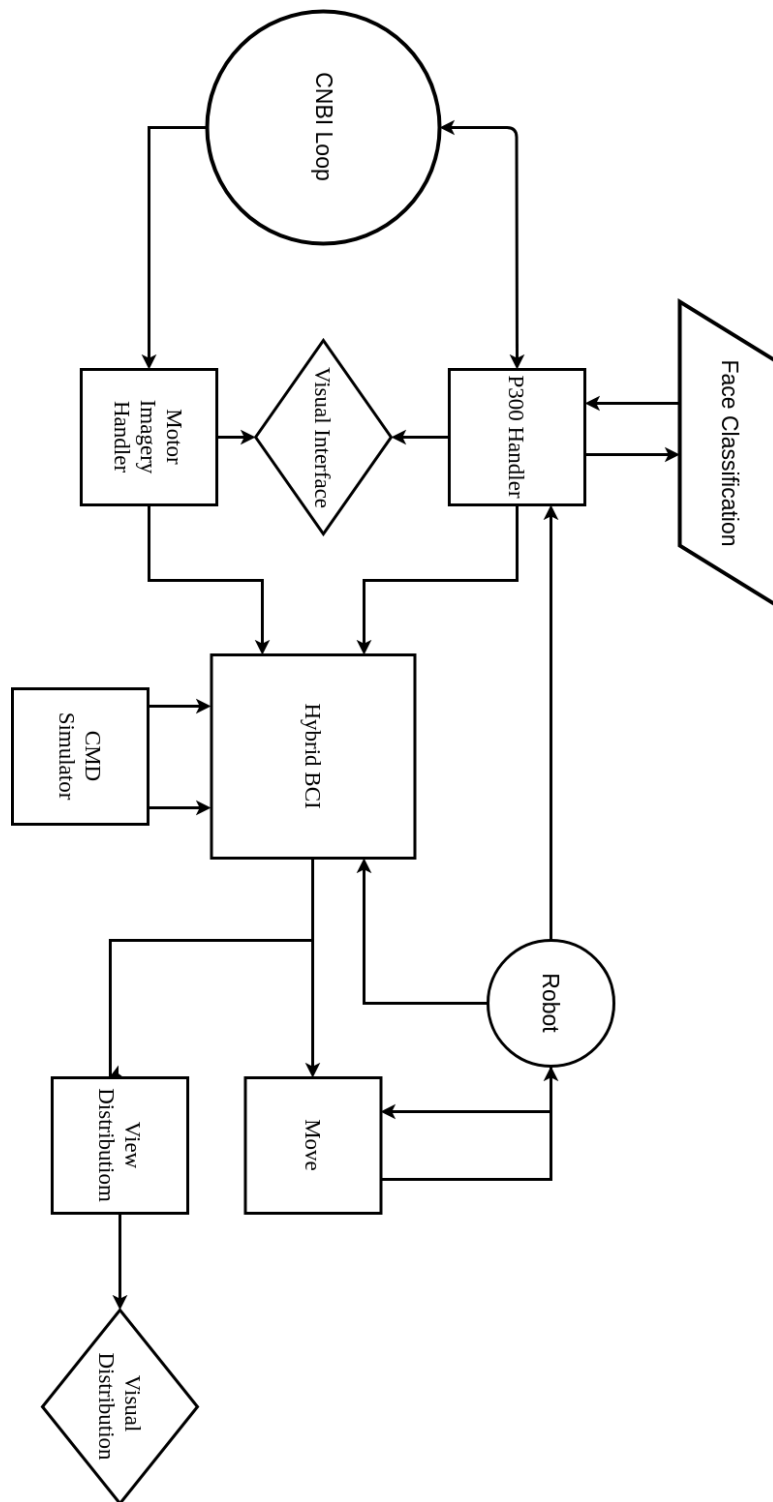 CNBI Loop
Face Classification
P300 Handler
Visual Interface
Motor
Imagery
Handler
Hybrid BCI
CMD
Simulator
Robot
Move
View
Distributiom
Visual
Distribution